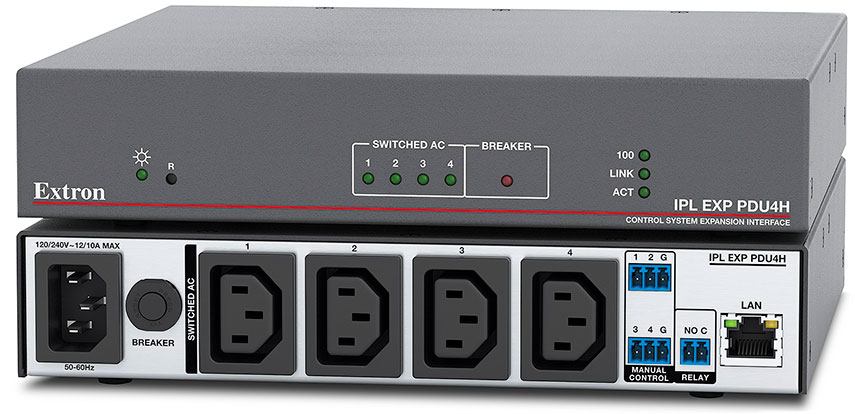 SWITCHED AC
BREAKER
R
1 2 3 4
100
LINK
ACT
Extron
IPL EXP PDU4H
CONTROL SYSTEM EXPANSION INTERFACE
120/240V~12/10A MAX
50-60Hz
BREAKER
SWITCHED AC
1
2
3
4
1 2 G
3 4 G
MANUAL
CONTROL
NO C
RELAY
IPL EXP PDU4H
LAN